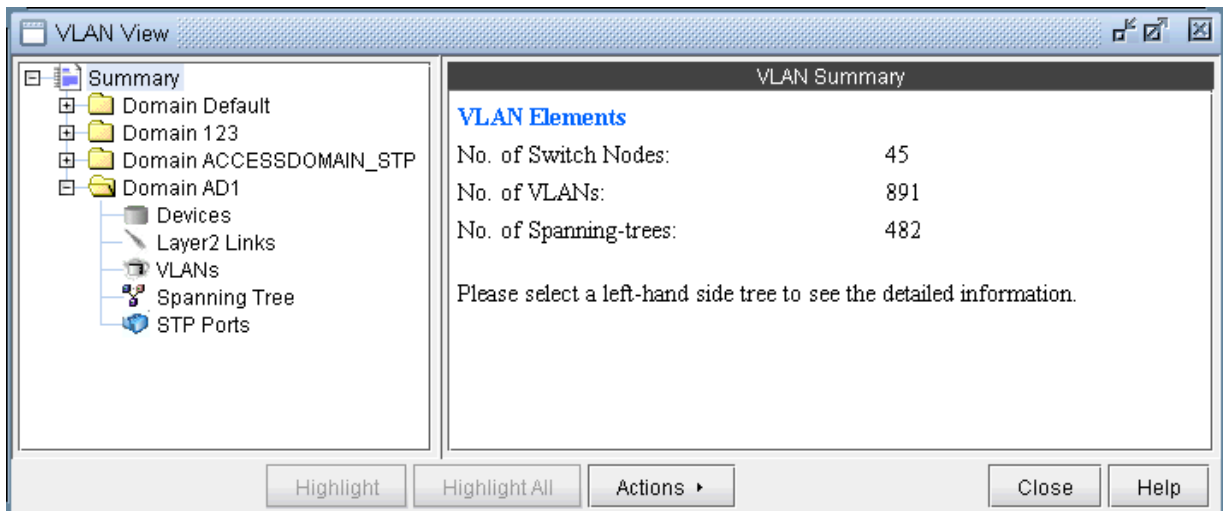 VLAN View
Summary
Domain Default
Domain 123
Domain ACCESSDOMAIN_STP
Domain AD1
Devices
Layer2 Links
VLANs
Spanning Tree
STP Ports
VLAN Summary
VLAN Elements
No. of Switch Nodes: 45
No. of VLANs: 891
No. of Spanning-trees: 482
Please select a left-hand side tree to see the detailed information.
Highlight Highlight All Actions Close Help